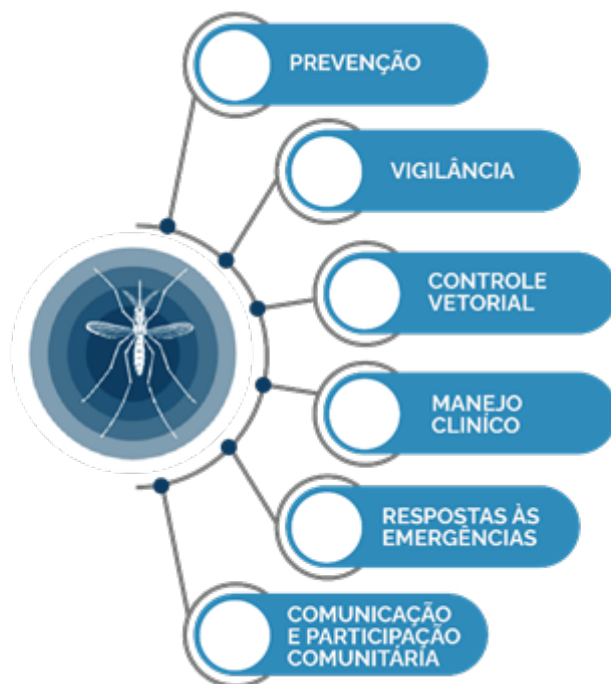 PREVENÇÃO
VIGILÂNCIA
CONTROLE
VETORIAL
MANEJO
CLINÍCO
RESPOSTAS ÀS
EMERGÊNCIAS
COMUNICAÇÃO
E PARTICIPAÇÃO
COMUNITÁRIA